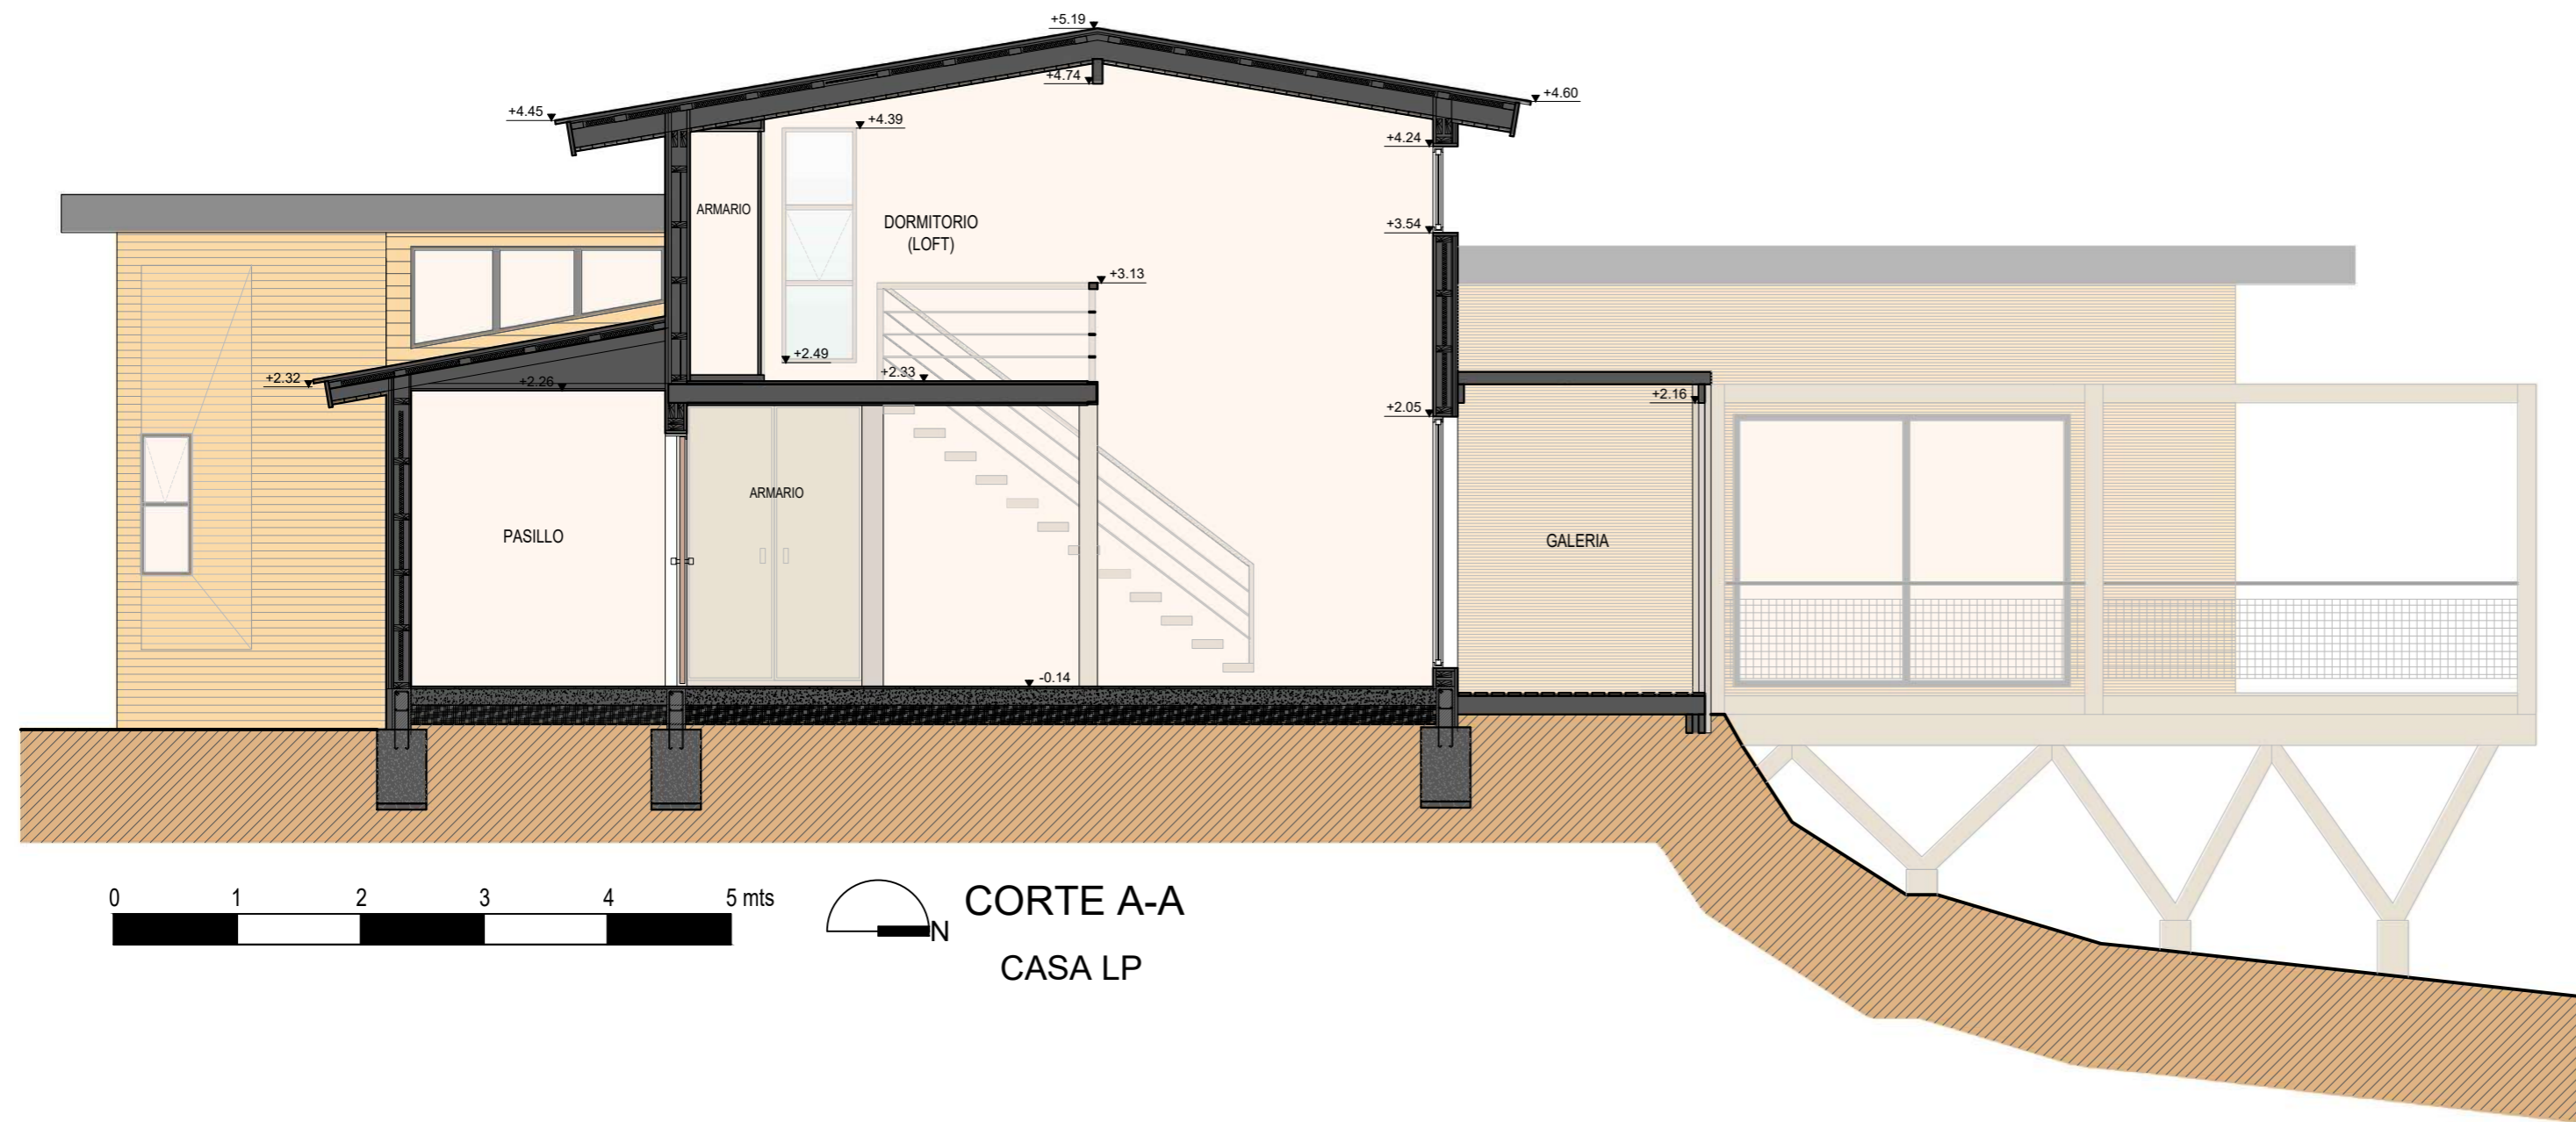 +5.19
+4.74
+4.60
+4.45
+4.39
+4.24
ARMARIO
DORMITORIO
(LOFT)
+3.54
+3.13
+2.49
+2.33
+2.32
+2.26
+2.16
+2.05
ARMARIO
PASILLO
GALERIA
-0.14
0 1 2 3 4 5 mts
N
CORTE A-A
CASA LP